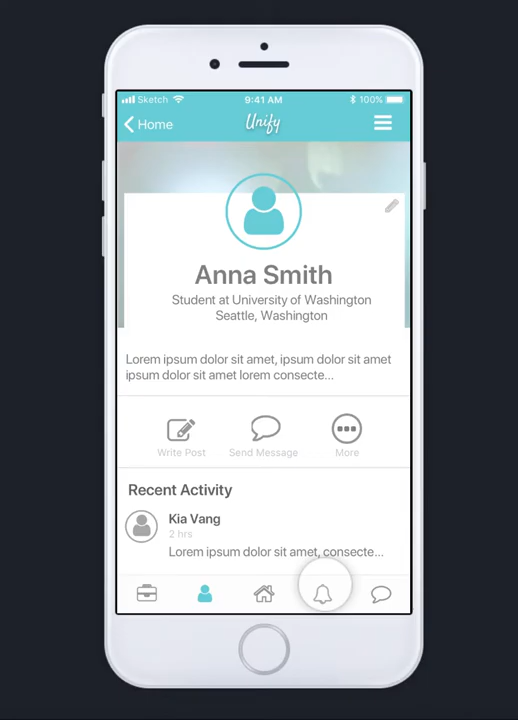 Sketch 9:41 AM 100%
Home Unify
Anna Smith
Student at University of Washington
Seattle, Washington
Lorem ipsum dolor sit amet, ipsum dolor sit amet
ipsum dolor sit amet lorem consecte...
Write Post Send Message More
Recent Activity
Kia Vang
2 hrs
Lorem ipsum dolor sit amet, consecte...